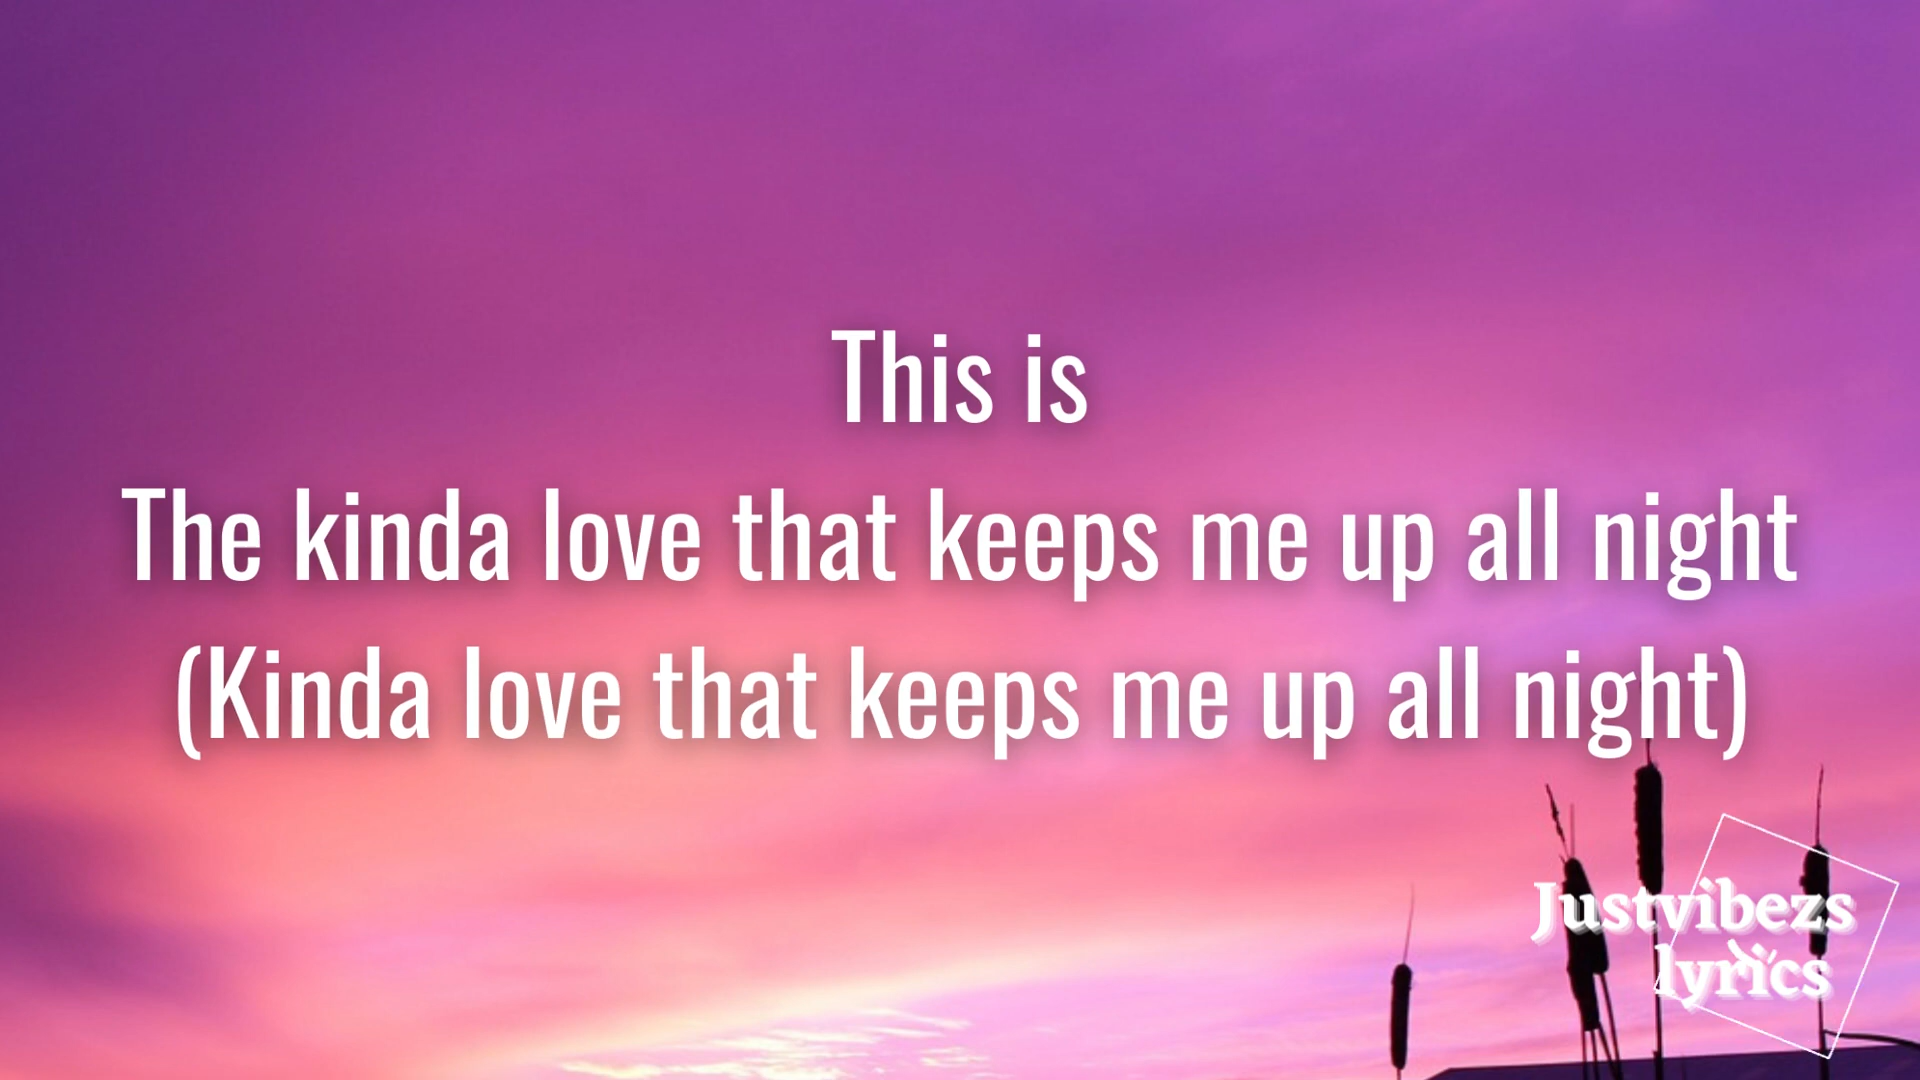 This is
The kinda love that keeps me up all night
(Kinda love that keeps me up all night)
Justvibezs
lyrics